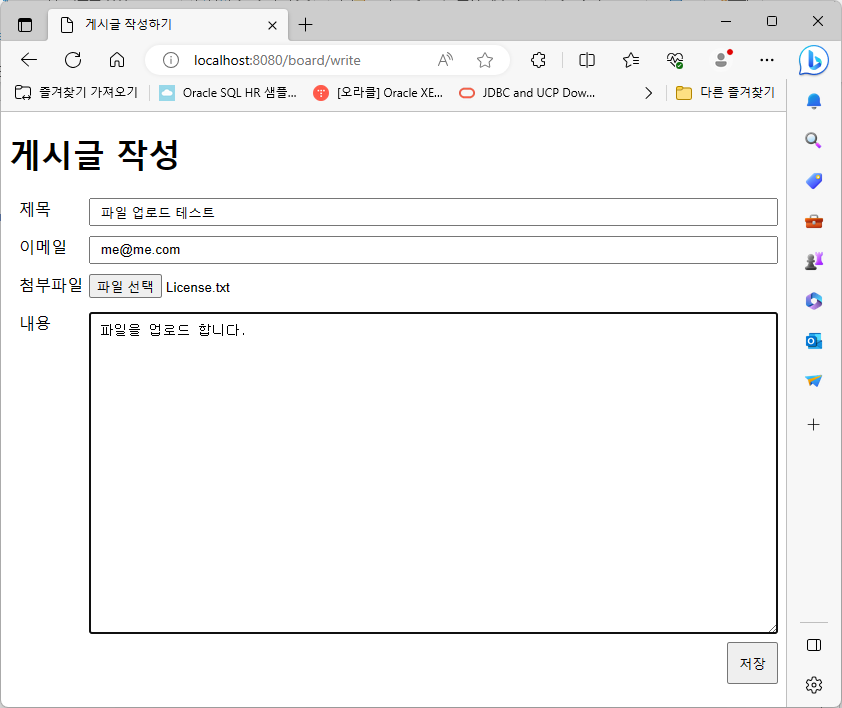 게시글 작성하기
localhost:8080/board/write
즐겨찾기 가져오기 Oracle SQL HR 샘플... [오라클] Oracle XE... JDBC and UCP Dow... 다른 즐겨찾기
게시글 작성
제목 파일 업로드 테스트
이메일 me@me.com
첨부파일 파일 선택 License.txt
내용 파일을 업로드 합니다.
저장